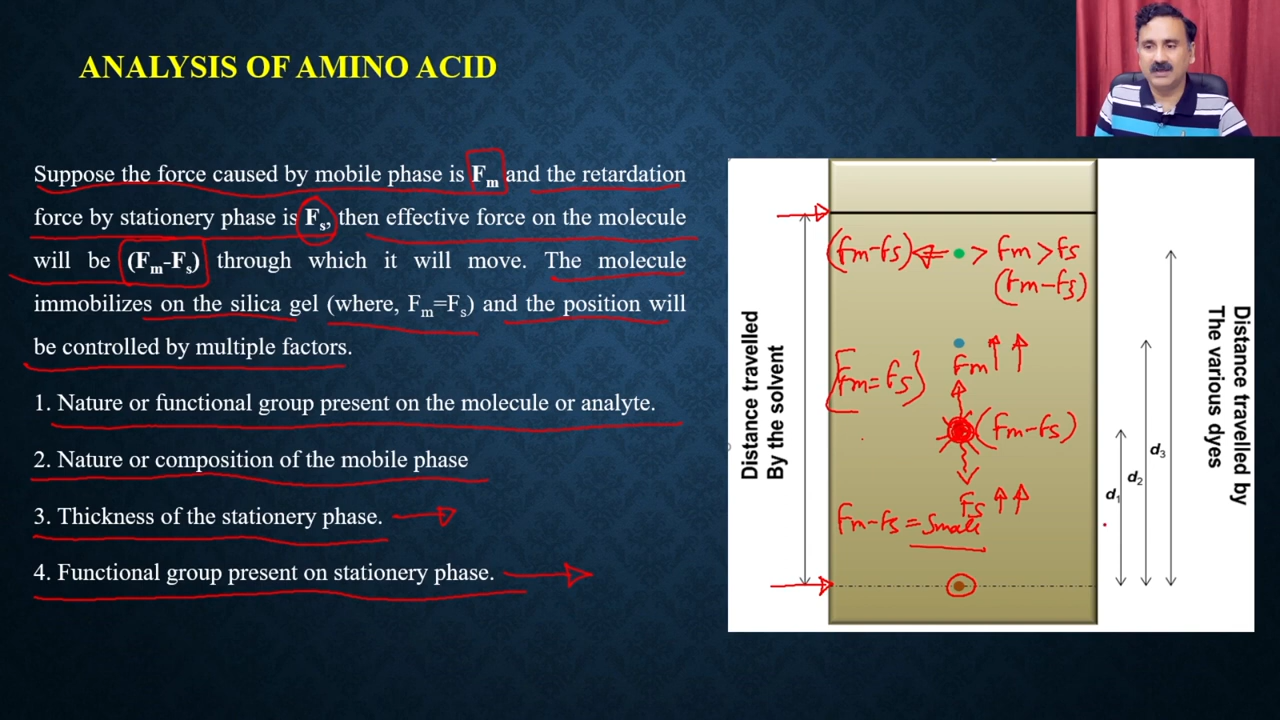 ANALYSIS OF AMINO ACID
Suppose the force caused by mobile phase is Fm and the retardation
force by stationery phase is Fs, then effective force on the molecule
will be (Fm-Fs) through which it will move. The molecule
immobilizes on the silica gel (where, Fm=Fs) and the position will
be controlled by multiple factors.
1. Nature or functional group present on the molecule or analyte.
2. Nature or composition of the mobile phase
3. Thickness of the stationery phase.
4. Functional group present on stationery phase.
Distance travelled
By the solvent
(Fm-Fs)
> Fm>Fs
(Fm-Fs)
Fm
[Fm=Fs}
(Fm-Fs)
Fs
Fm-Fs = Small
d1
d2
d3
Distance travelled by
The various dyes